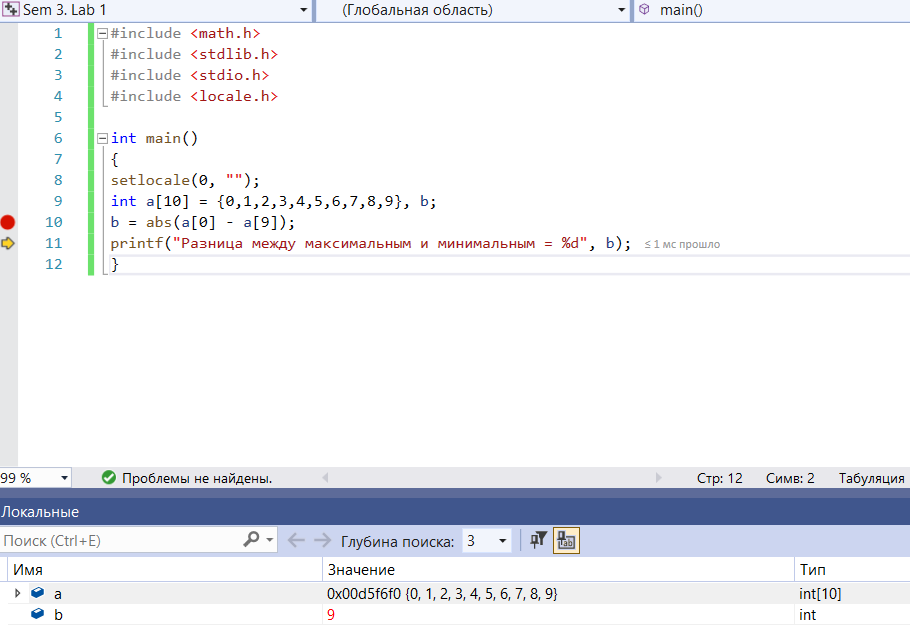 Sem 3. Lab 1 (Глобальная область) main()
1 #include <math.h>
2 #include <stdlib.h>
3 #include <stdio.h>
4 #include <locale.h>
5
6 int main()
7 {
8 setlocale(0, "");
9 int a[10] = {0,1,2,3,4,5,6,7,8,9}, b;
10 b = abs(a[0] - a[9]);
11 printf("Разница между максимальным и минимальным = %d", b); ≤ 1 мс прошло
12 }
99 % Проблемы не найдены. Стр: 12 Симв: 2 Табуляция
Локальные
Поиск (Ctrl+E) Глубина поиска: 3
Имя Значение Тип
a 0x00d5f6f0 {0, 1, 2, 3, 4, 5, 6, 7, 8, 9} int[10]
b 9 int